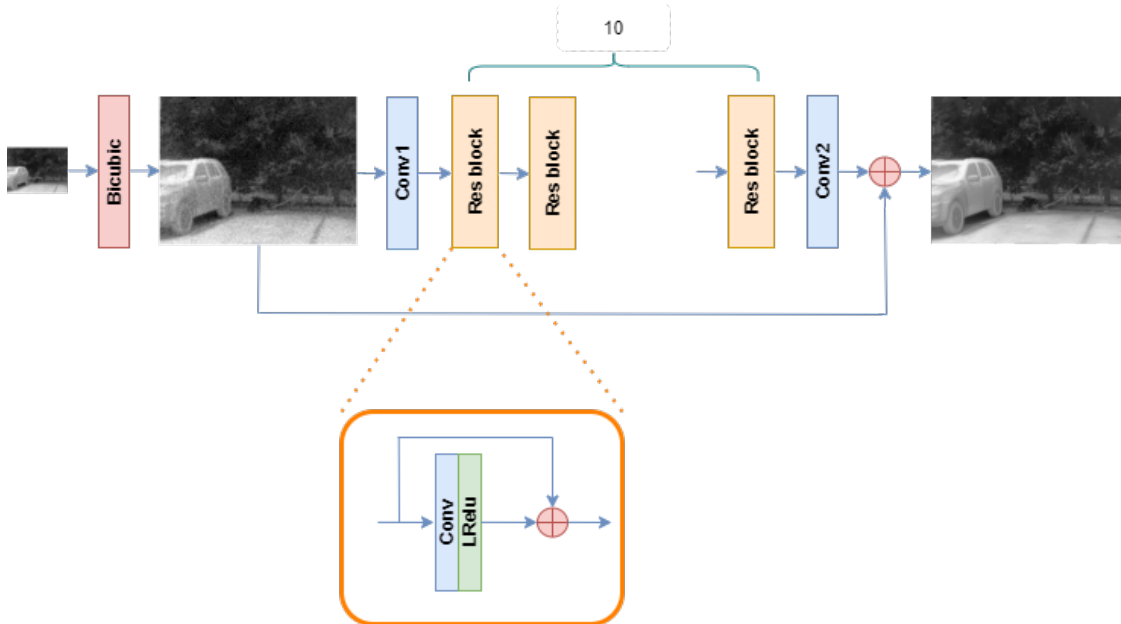 10
Bicubic
Conv1
Res block
Res block
Res block
Conv2
Conv
LRelu